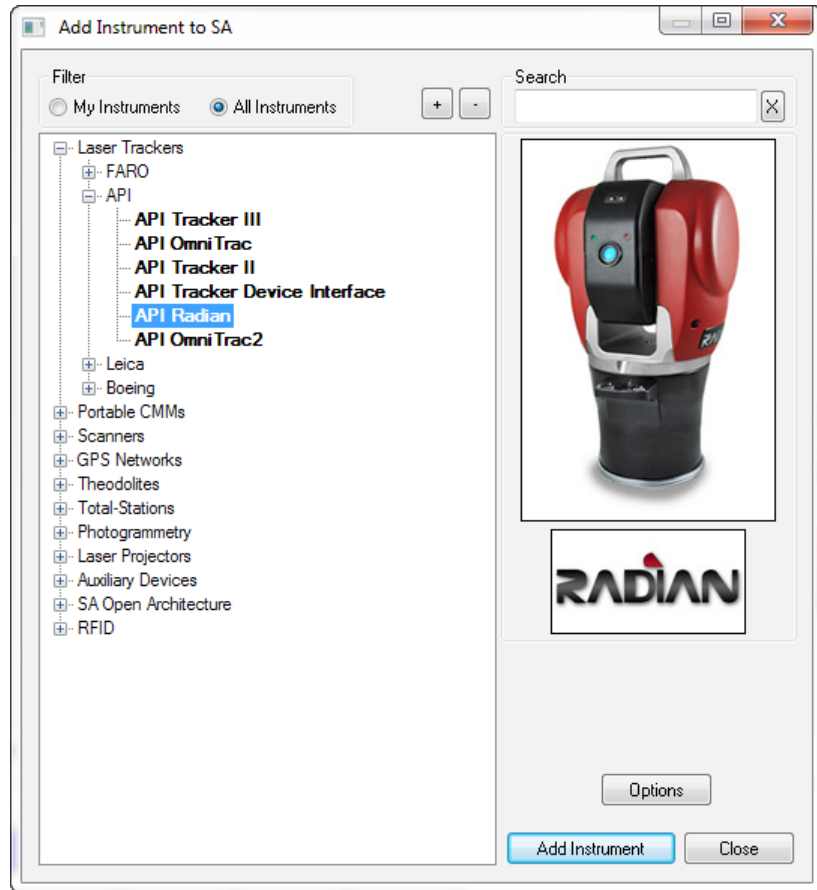 Add Instrument to SA
Filter
My Instruments All Instruments
+ -
Search
X
Laser Trackers
FARO
API
API Tracker III
API OmniTrac
API Tracker II
API Tracker Device Interface
API Radian
API OmniTrac2
Leica
Boeing
Portable CMMs
Scanners
GPS Networks
Theodolites
Total-Stations
Photogrammetry
Laser Projectors
Auxiliary Devices
SA Open Architecture
RFID
RADIAN
Options
Add Instrument Close